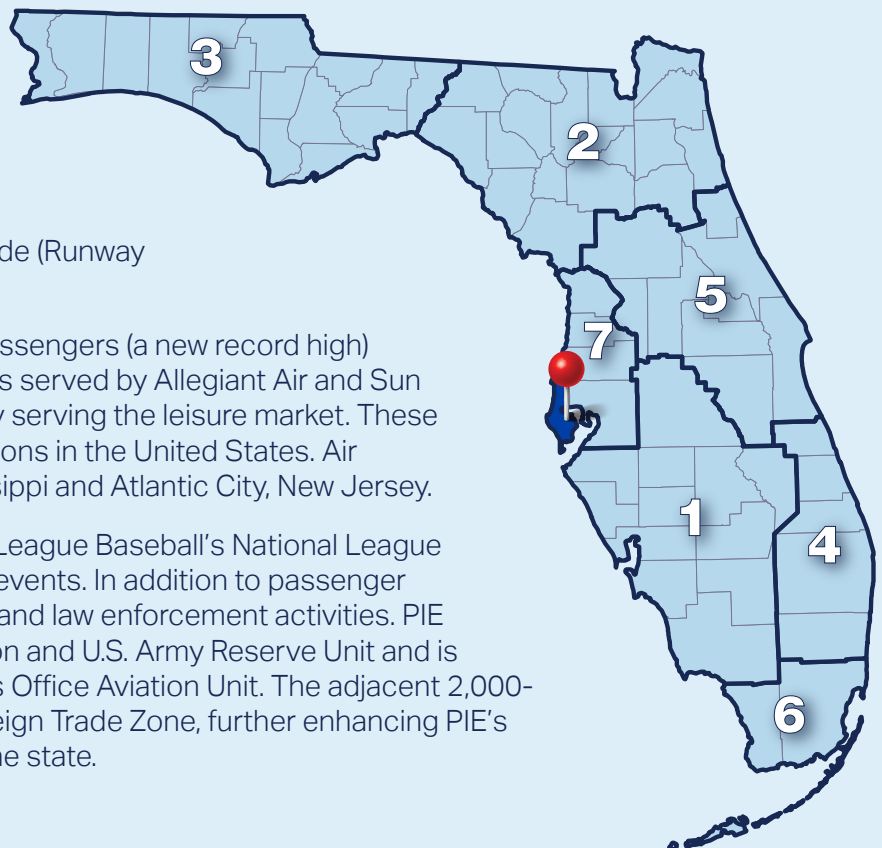 3
2
de (Runway
5
assengers (a new record high)
7
s served by Allegiant Air and Sun
y serving the leisure market. These
ons in the United States. Air
sippi and Atlantic City, New Jersey.
1
League Baseball’s National League
4
events. In addition to passenger
and law enforcement activities. PIE
on and U.S. Army Reserve Unit and is
s Office Aviation Unit. The adjacent 2,000-
eign Trade Zone, further enhancing PIE’s
6
he state.